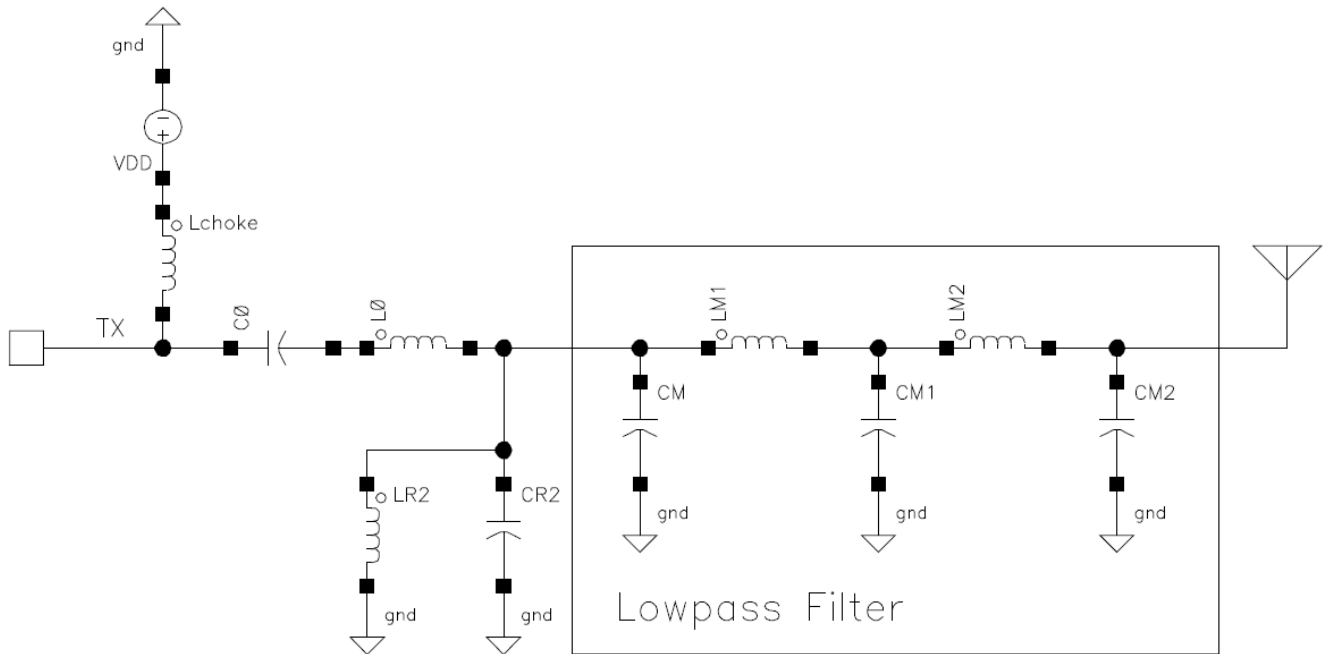 gnd
VDD
Lchoke
TX
CØ
LØ
LM1
LM2
CM
CM1
CM2
LR2
CR2
gnd
gnd
gnd
gnd
gnd
Lowpass Filter